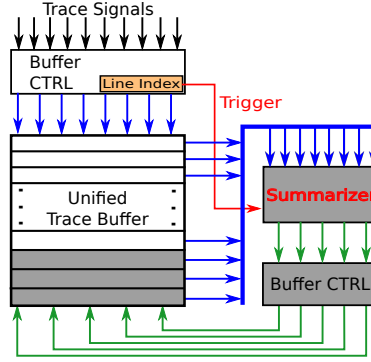 Trace Signals
Buffer
CTRL
Line Index
Trigger
Unified
Trace Buffer
Summarizer
Buffer CTRL